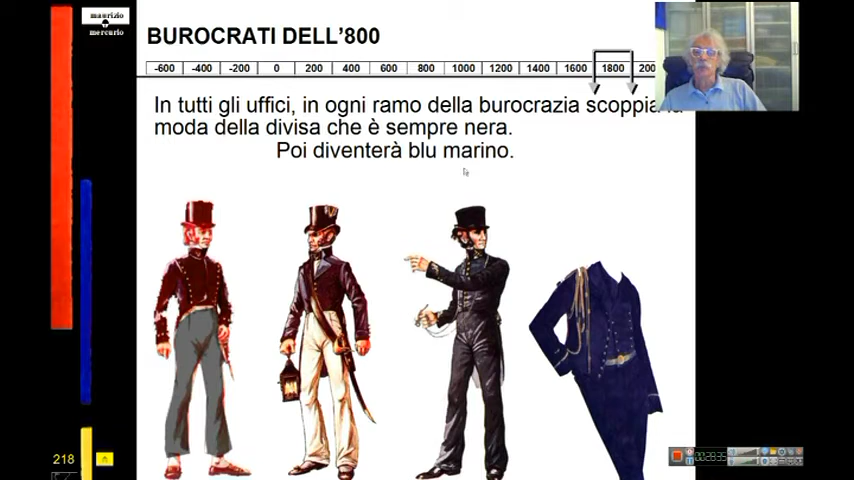 maurizio
mercurio
BUROCRATI DELL'800
-600 -400 -200 0 200 400 600 800 1000 1200 1400 1600 1800 200
In tutti gli uffici, in ogni ramo della burocrazia scoppia
moda della divisa che è sempre nera.
Poi diventerà blu marino.
218